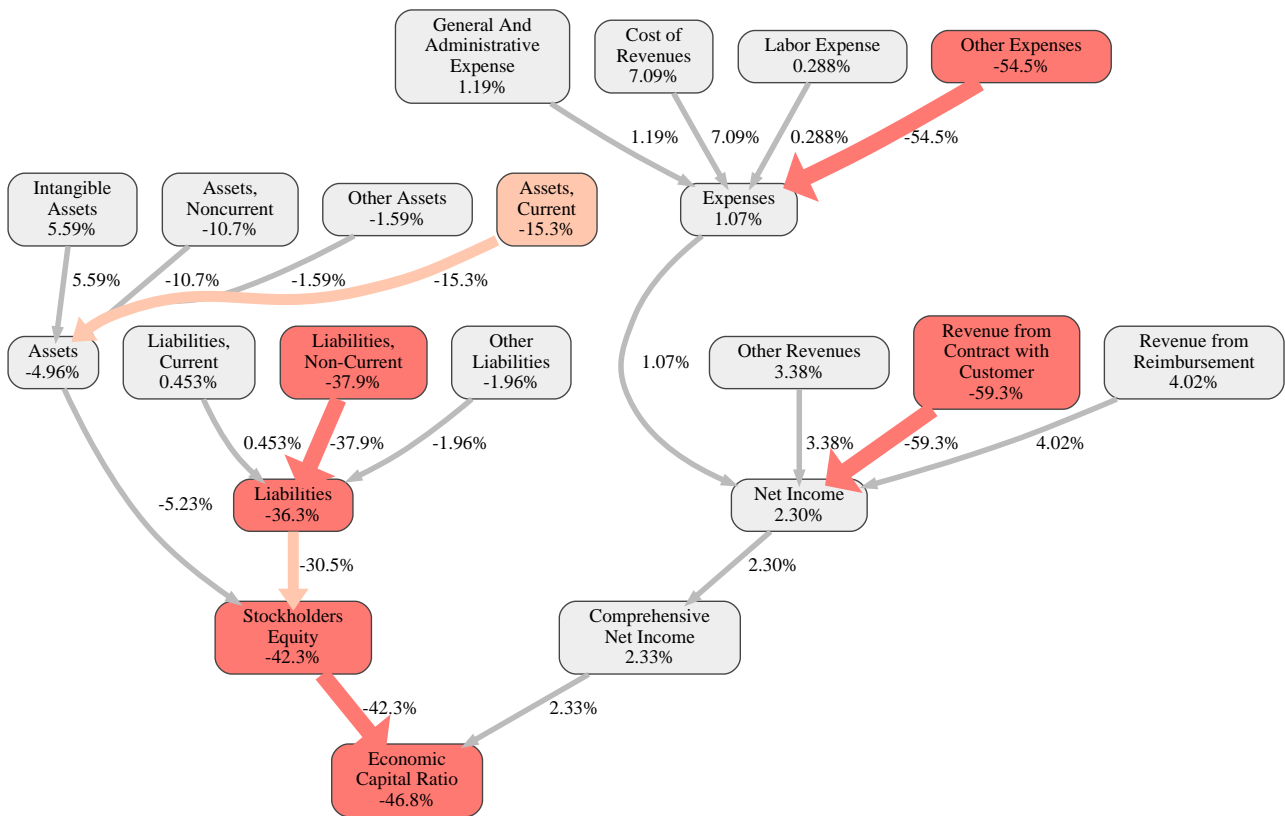 General And
Administrative
Expense
1.19%
Cost of
Revenues
7.09%
Labor Expense
0.288%
Other Expenses
-54.5%
1.19%
7.09%
0.288%
-54.5%
Intangible
Assets
5.59%
Assets,
Noncurrent
-10.7%
Other Assets
-1.59%
Assets,
Current
-15.3%
Expenses
1.07%
5.59%
-10.7%
-1.59%
-15.3%
Assets
-4.96%
Liabilities,
Current
0.453%
Liabilities,
Non-Current
-37.9%
Other
Liabilities
-1.96%
1.07%
Other Revenues
3.38%
Revenue from
Contract with
Customer
-59.3%
Revenue from
Reimbursement
4.02%
0.453%
-37.9%
-1.96%
3.38%
-59.3%
4.02%
-5.23%
Liabilities
-36.3%
Net Income
2.30%
-30.5%
2.30%
Stockholders
Equity
-42.3%
Comprehensive
Net Income
2.33%
-42.3%
2.33%
Economic
Capital Ratio
-46.8%